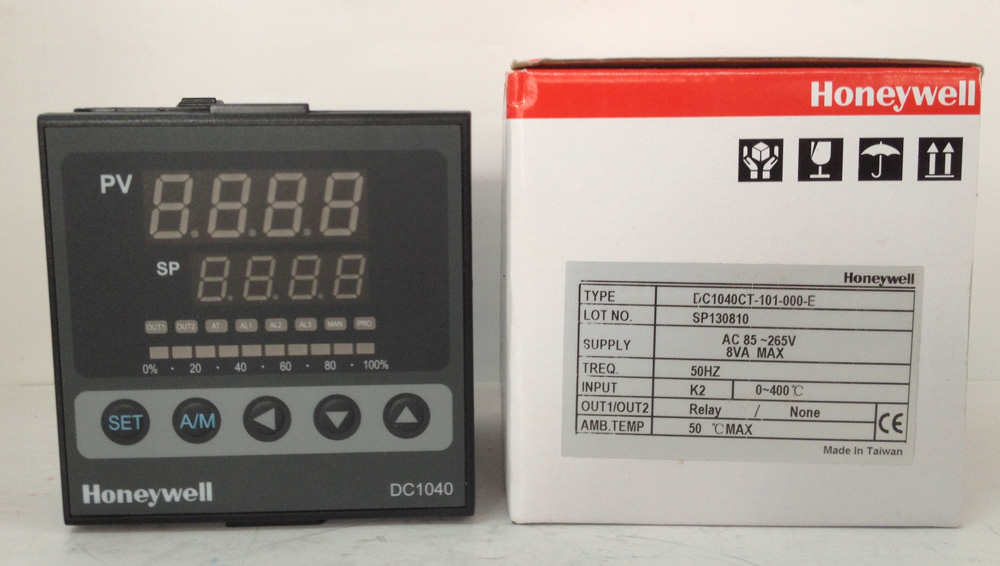 PV
SP
OUT1 OUT2 AT AL1 AL2 AL3 MAN PRO
0% · 20 · 40 · 60 · 80 · 100%
SET A/M
Honeywell DC1040
Honeywell
Honeywell
TYPE DC1040CT-101-000-E
LOT NO. SP130810
SUPPLY AC 85 ~265V
8VA MAX
TREQ. 50HZ
INPUT K2 0~400℃
OUT1/OUT2 Relay / None
AMB.TEMP 50 ℃MAX
CE
Made In Taiwan